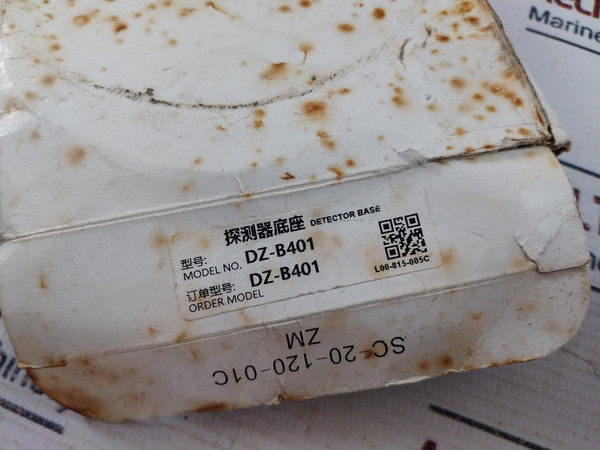 Marine
探测器底座 DETECTOR BASE
型号:
MODEL NO. DZ-B401
订单型号:
ORDER MODEL DZ-B401
L00-815-005C
SC-20-120-01C
ZM